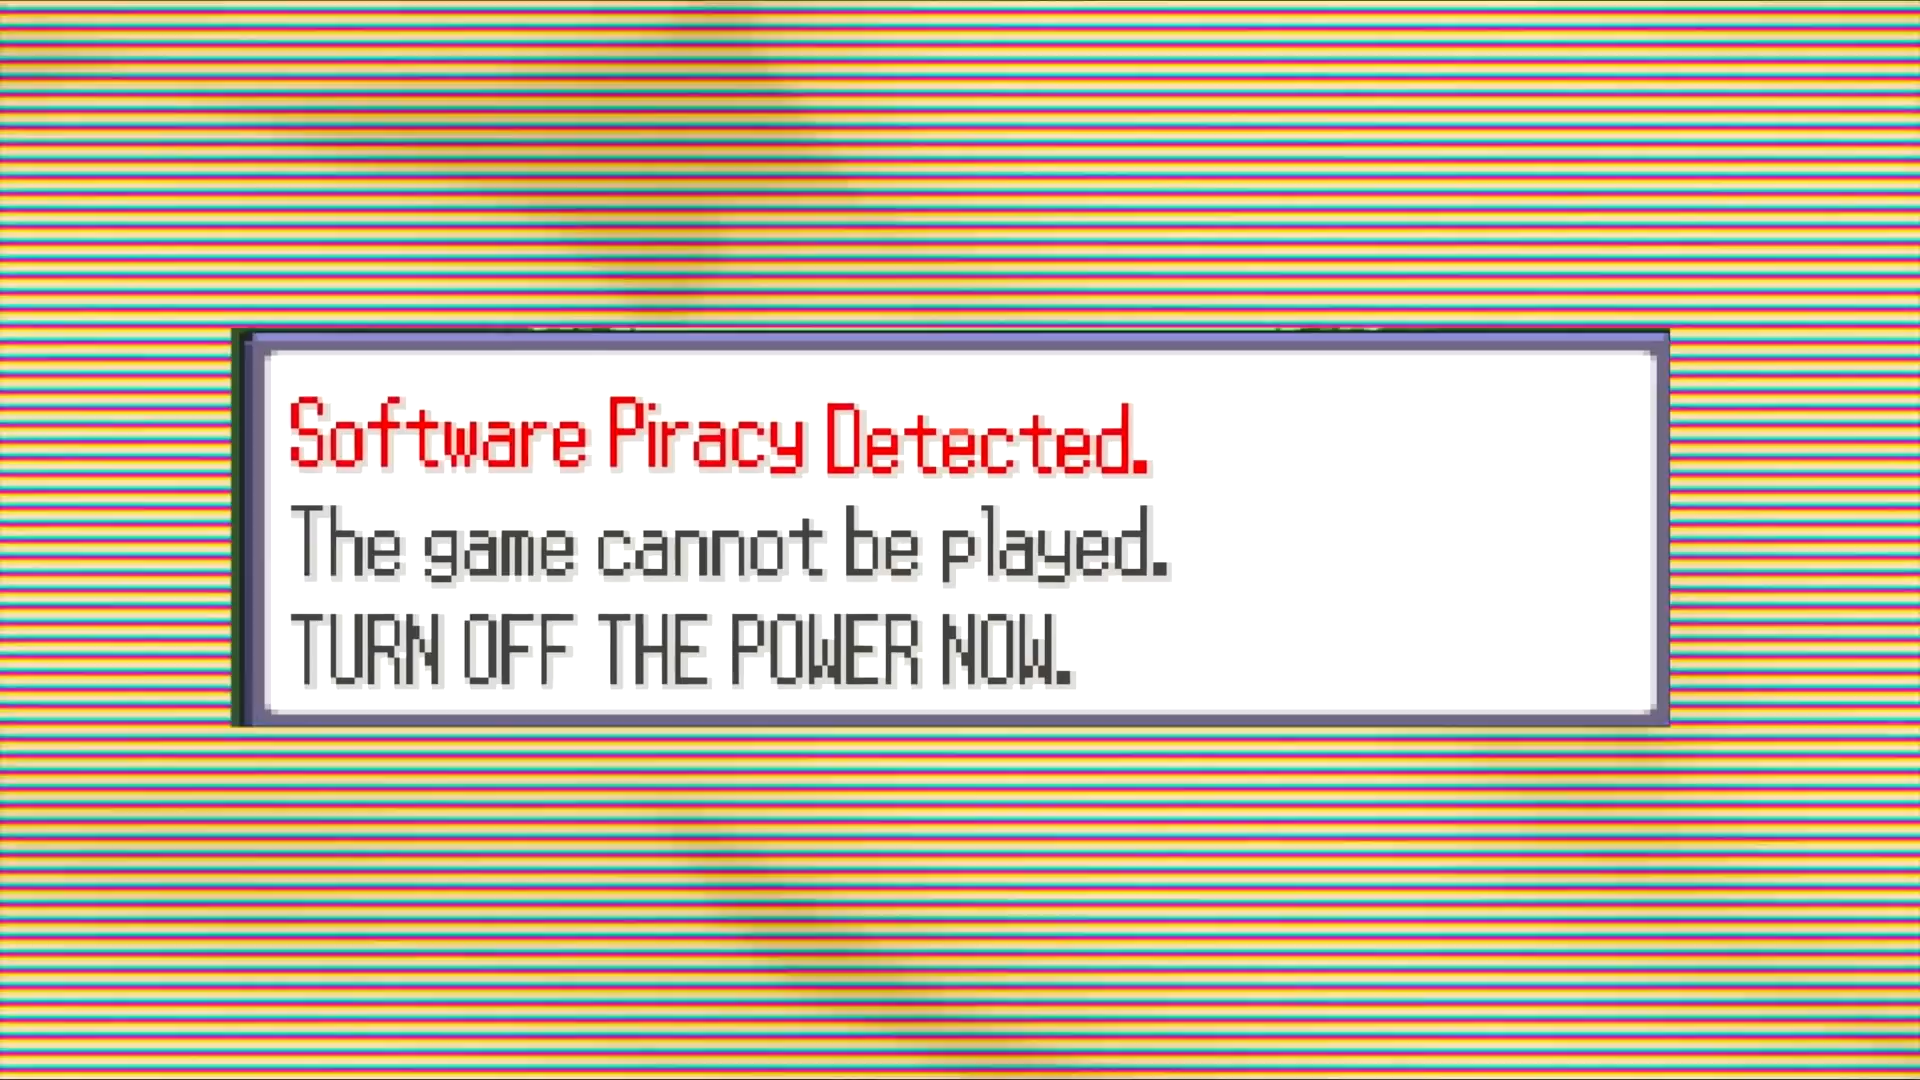 Software Piracy Detected.
The game cannot be played.
TURN OFF THE POWER NOW.